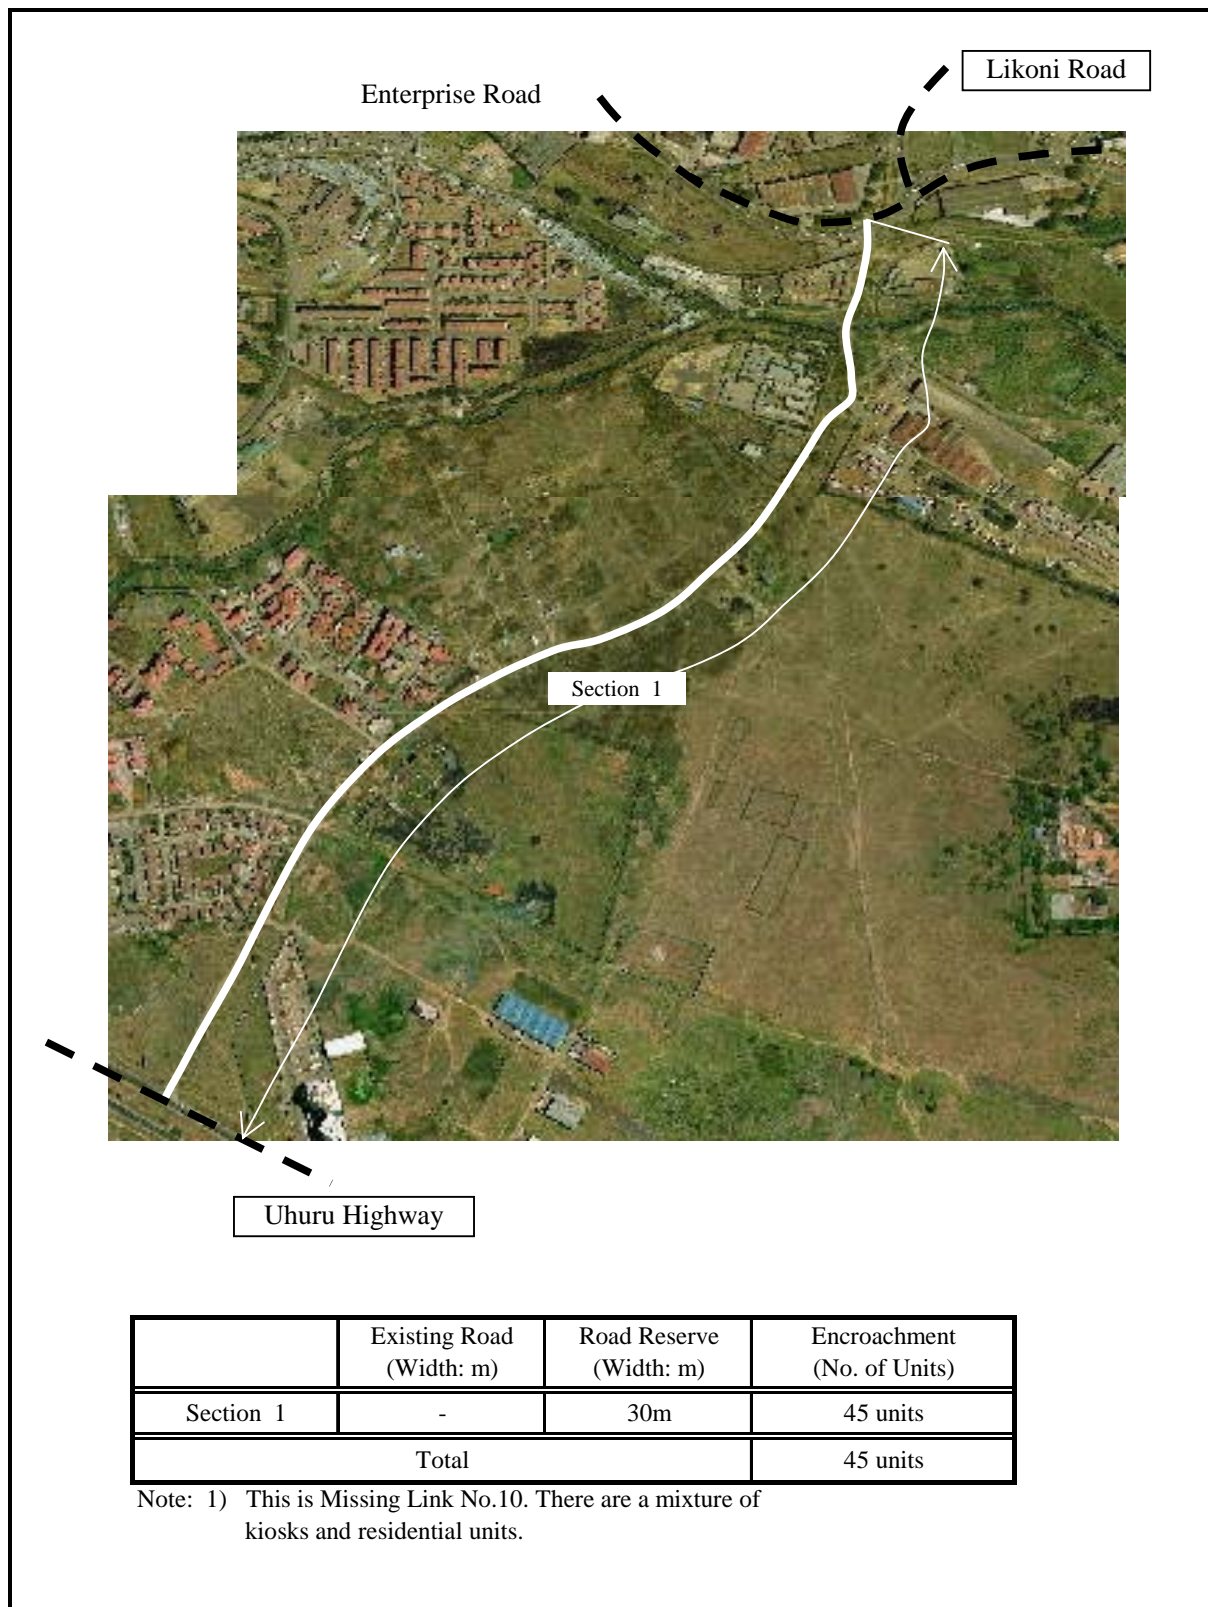 Likoni Road
Enterprise Road
Section 1
Uhuru Highway
Existing Road (Width: m)
Road Reserve (Width: m)
Encroachment (No. of Units)
Section 1 - 30m 45 units
Total 45 units
Note: 1) This is Missing Link No.10. There are a mixture of
kiosks and residential units.